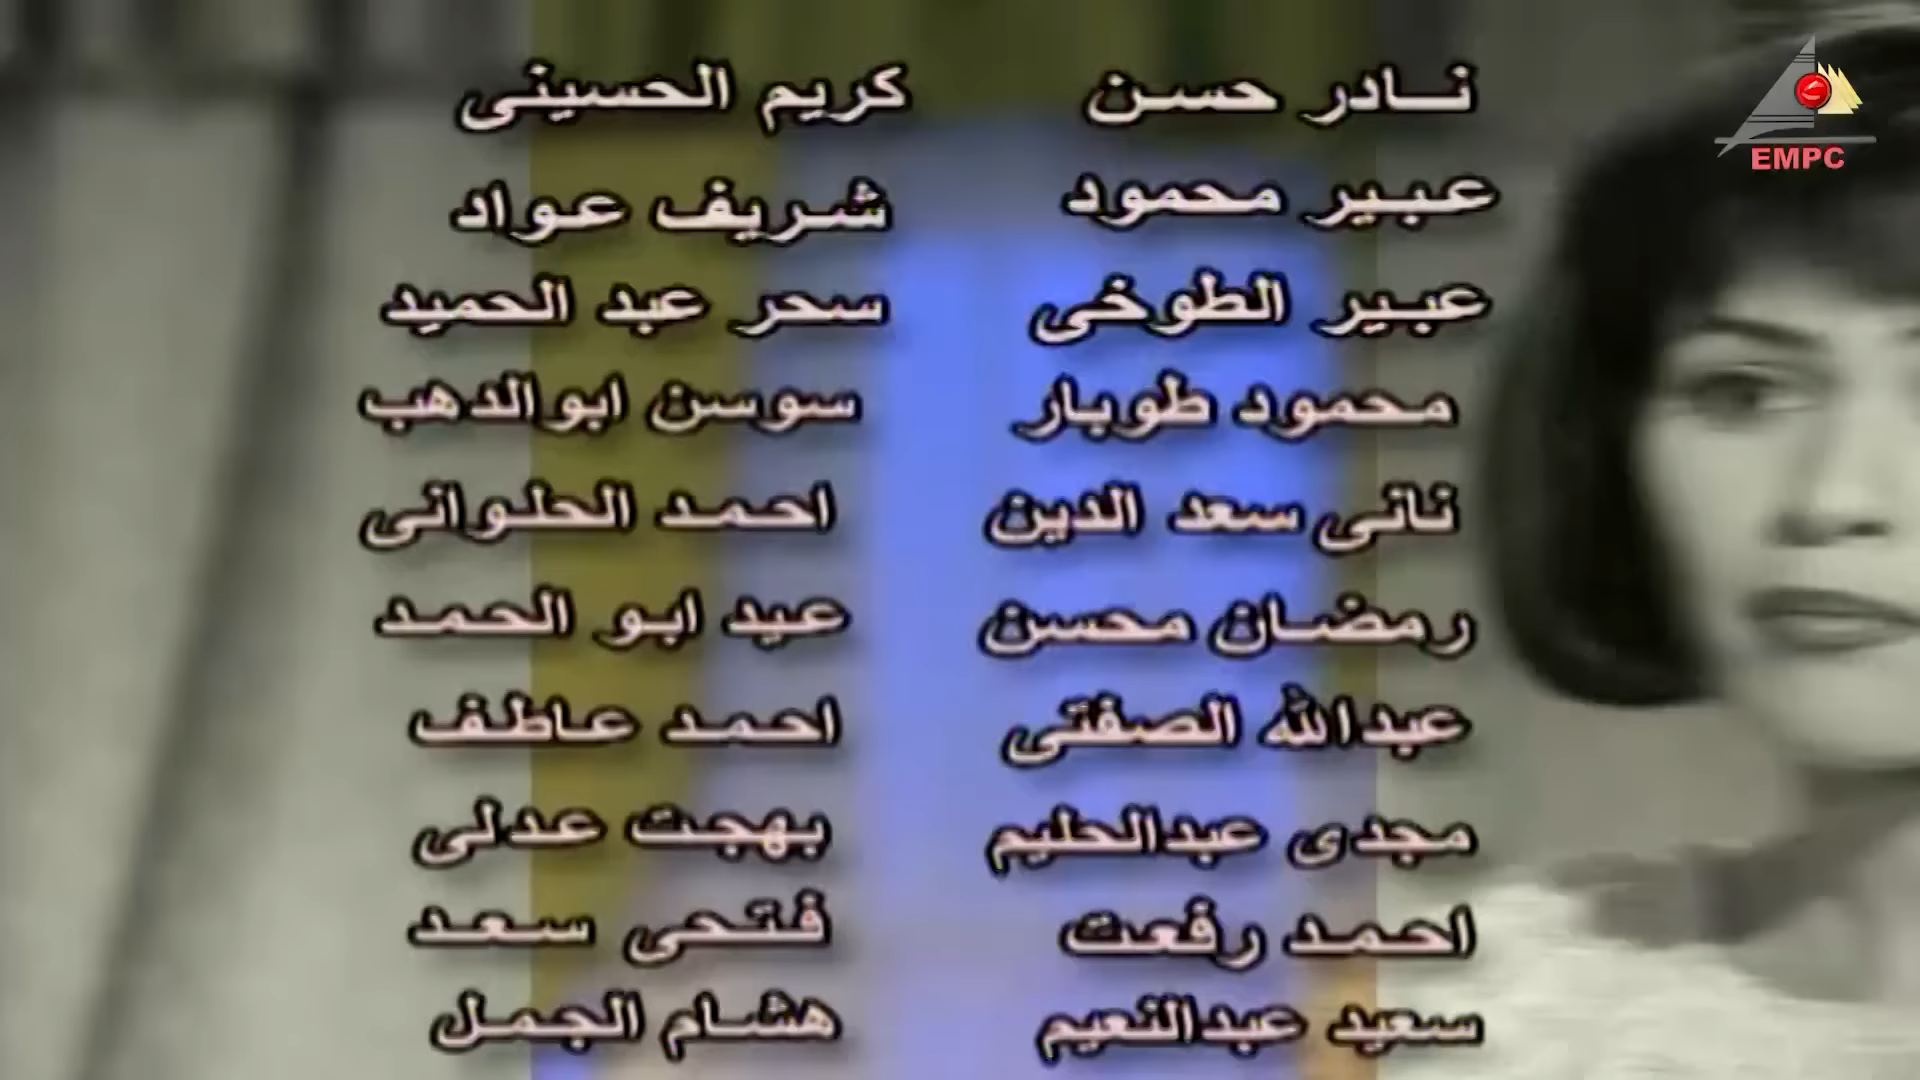 نادر حسن
كريم الحسينى
عبير محمود
شريف عواد
عبير الطوخى
سحر عبد الحميد
محمود طوبار
سوسن ابوالدهب
نانى سعد الدين
احمد الحلوانى
رمضان محسن
عيد ابو الحمد
عبدالله الصفتى
احمد عاطف
مجدى عبدالحليم
بهجت عدلى
احمد رفعت
فتحى سعد
سعيد عبدالنعيم
هشام الجمل
EMPC